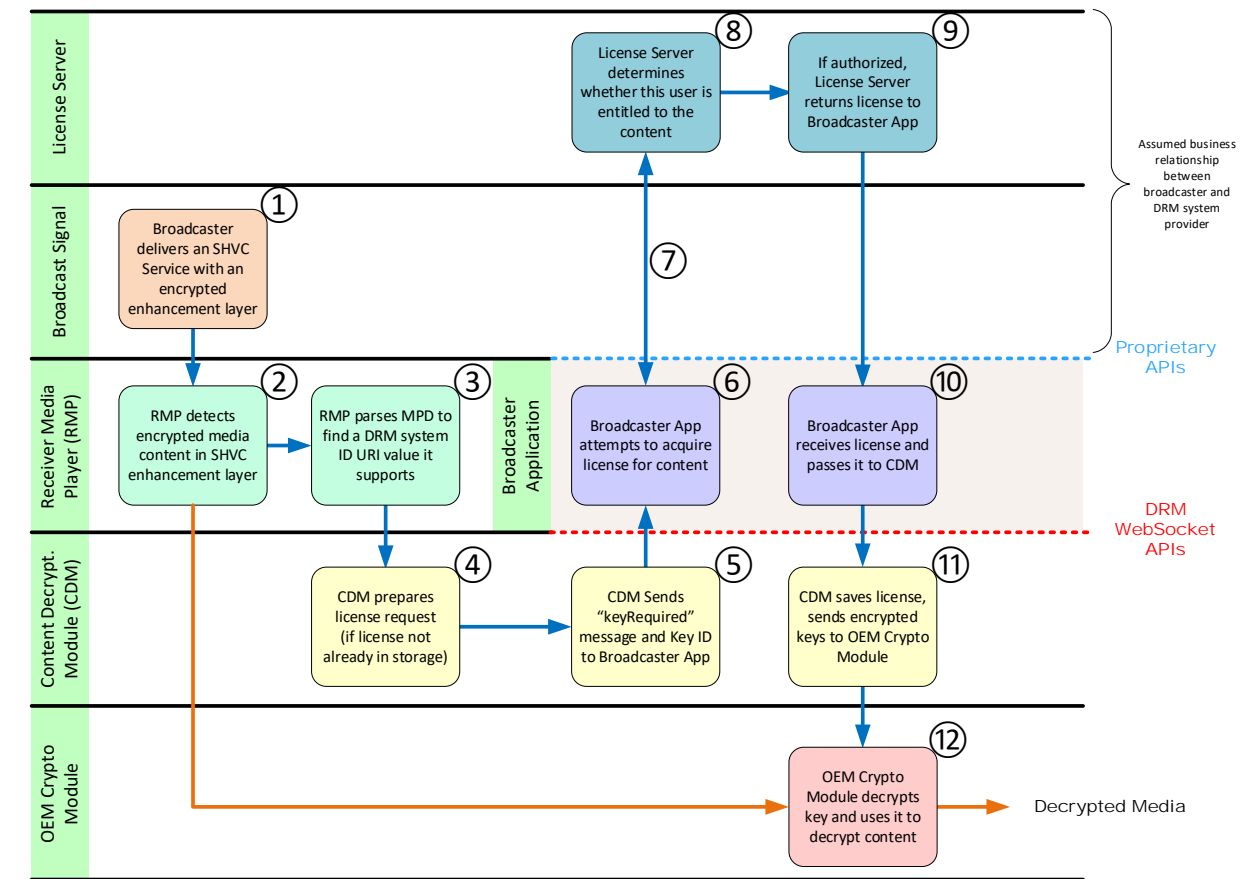 License Server
⑧
License Server
determines
whether this user is
entitled to the
content
⑨
If authorized,
License Server
returns license to
Broadcaster App
Assumed business
relationship
between
broadcaster and
DRM system
provider
Broadcast Signal
①
Broadcaster
delivers an SHVC
Service with an
encrypted
enhancement layer
⑦
Proprietary
APIs
Receiver Media
Player (RMP)
②
RMP detects
encrypted media
content in SHVC
enhancement layer
③
RMP parses MPD to
find a DRM system
ID URI value it
supports
Broadcaster
Application
⑥
Broadcaster App
attempts to acquire
license for content
⑩
Broadcaster App
receives license and
passes it to CDM
DRM
WebSocket
APIs
Content Decrypt.
Module (CDM)
④
CDM prepares
license request
(if license not
already in storage)
⑤
CDM Sends
“keyRequired”
message and Key ID
to Broadcaster App
⑪
CDM saves license,
sends encrypted
keys to OEM Crypto
Module
OEM Crypto
Module
⑫
OEM Crypto
Module decrypts
key and uses it to
decrypt content
Decrypted Media